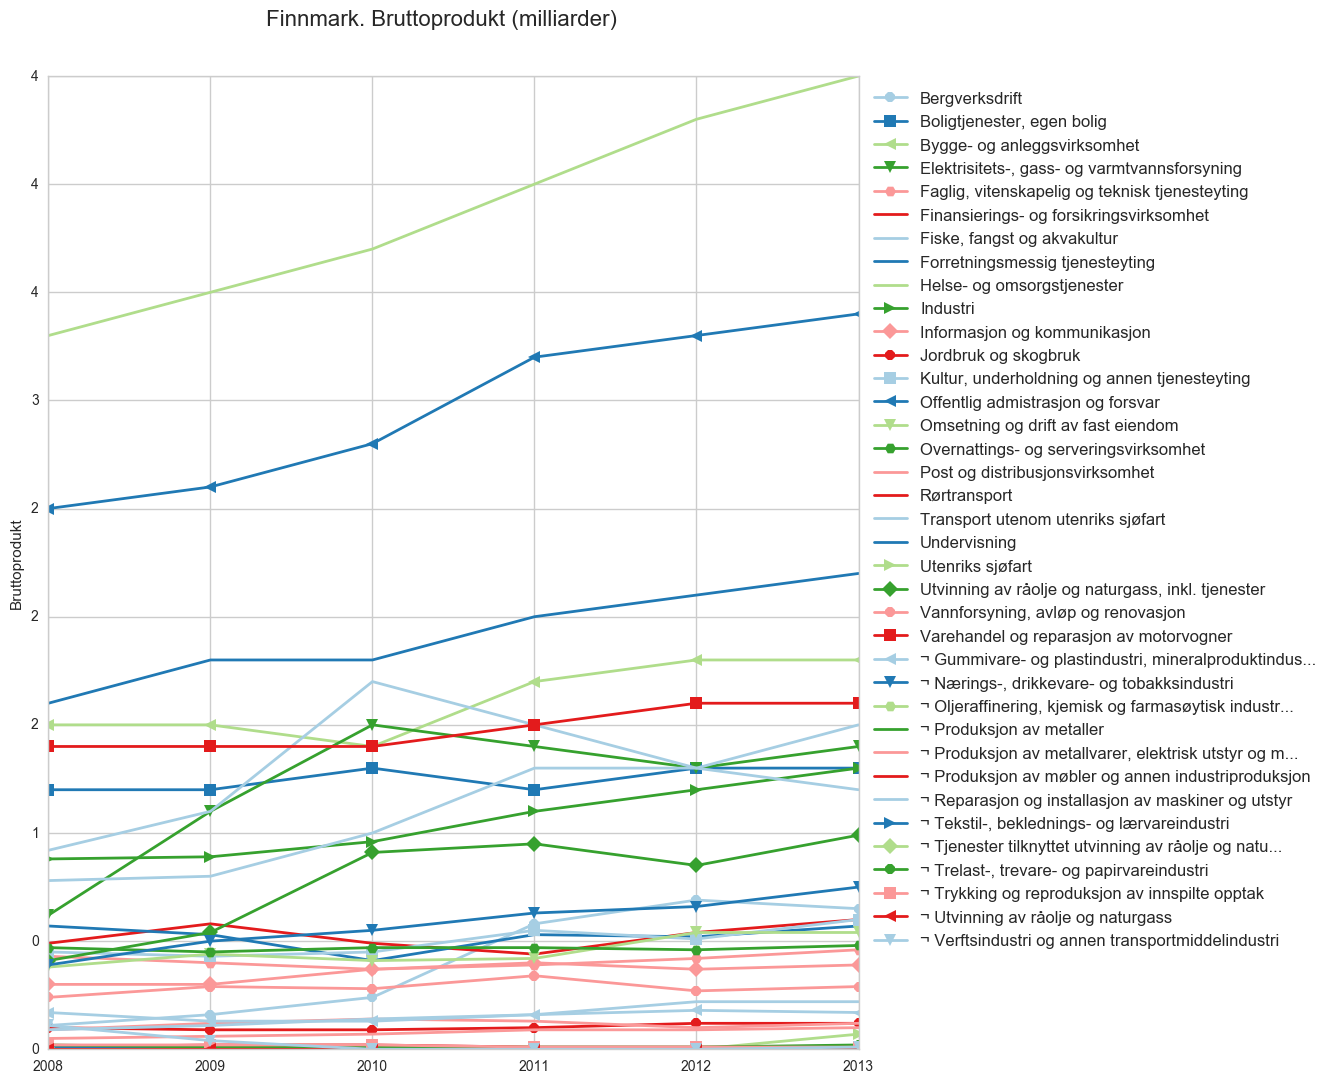 Finnmark. Bruttoprodukt (milliarder)
4
4
4
3
2
2
2
1
0
0
Bruttoprodukt
2008 2009 2010 2011 2012 2013
Bergverksdrift
Boligtjenester, egen bolig
Bygge- og anleggsvirksomhet
Elektrisitets-, gass- og varmtvannsforsyning
Faglig, vitenskapelig og teknisk tjenesteyting
Finansierings- og forsikringsvirksomhet
Fiske, fangst og akvakultur
Forretningsmessig tjenesteyting
Helse- og omsorgstjenester
Industri
Informasjon og kommunikasjon
Jordbruk og skogbruk
Kultur, underholdning og annen tjenesteyting
Offentlig admistrasjon og forsvar
Omsetning og drift av fast eiendom
Overnattings- og serveringsvirksomhet
Post og distribusjonsvirksomhet
Rørtransport
Transport utenom utenriks sjøfart
Undervisning
Utenriks sjøfart
Utvinning av råolje og naturgass, inkl. tjenester
Vannforsyning, avløp og renovasjon
Varehandel og reparasjon av motorvogner
¬ Gummivare- og plastindustri, mineralproduktindus...
¬ Nærings-, drikkevare- og tobakksindustri
¬ Oljeraffinering, kjemisk og farmasøytisk industr...
¬ Produksjon av metaller
¬ Produksjon av metallvarer, elektrisk utstyr og m...
¬ Produksjon av møbler og annen industriproduksjon
¬ Reparasjon og installasjon av maskiner og utstyr
¬ Tekstil-, beklednings- og lærvareindustri
¬ Tjenester tilknyttet utvinning av råolje og natu...
¬ Trelast-, trevare- og papirvareindustri
¬ Trykking og reproduksjon av innspilte opptak
¬ Utvinning av råolje og naturgass
¬ Verftsindustri og annen transportmiddelindustri